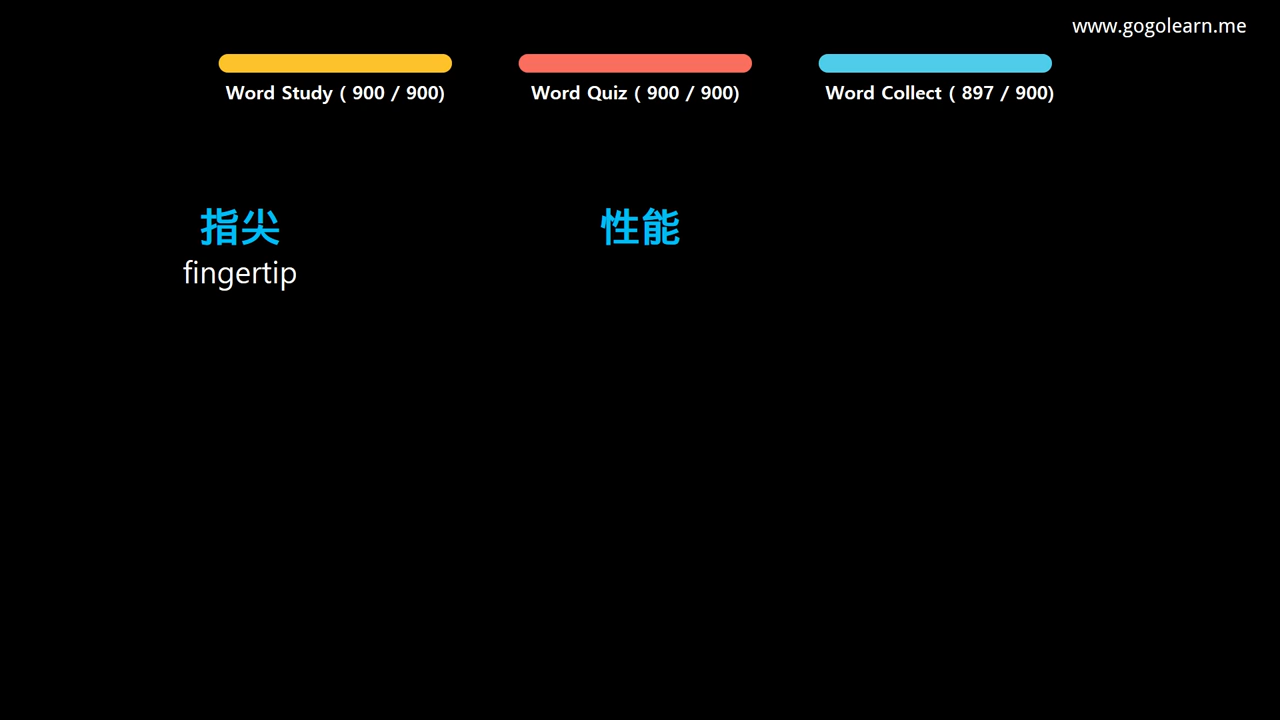 www.gogolearn.me
Word Study ( 900 / 900)
Word Quiz ( 900 / 900)
Word Collect ( 897 / 900)
指尖
fingertip
性能